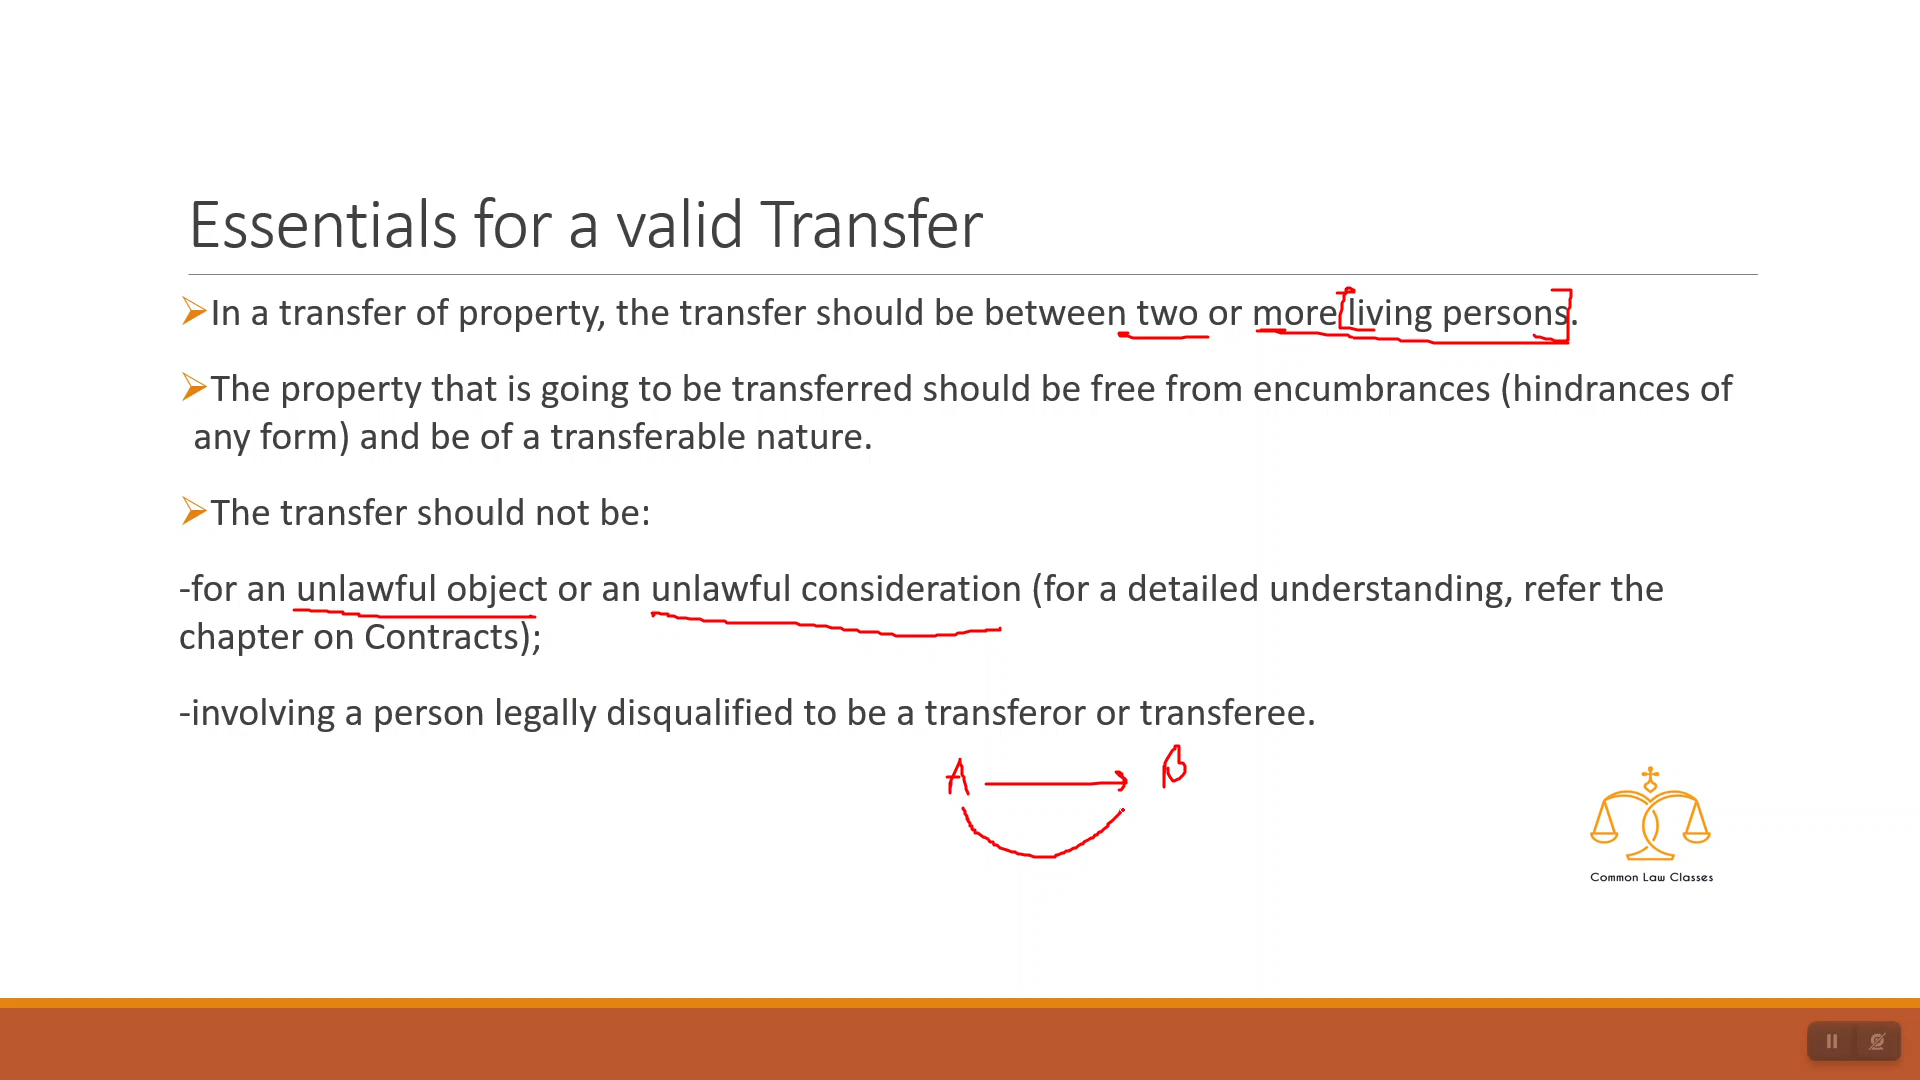 Essentials for a valid Transfer
➢In a transfer of property, the transfer should be between two or more living persons.
➢The property that is going to be transferred should be free from encumbrances (hindrances of
any form) and be of a transferable nature.
➢The transfer should not be:
-for an unlawful object or an unlawful consideration (for a detailed understanding, refer the
chapter on Contracts);
-involving a person legally disqualified to be a transferor or transferee.
A → B
Common Law Classes